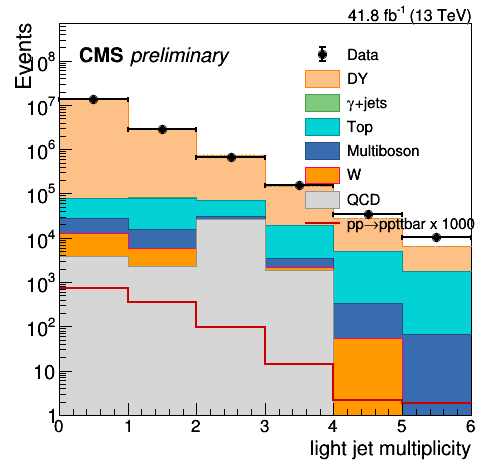 41.8 fb⁻¹ (13 TeV)
Events
CMS preliminary
Data
DY
γ+jets
Top
Multiboson
W
QCD
pp→ppttbar x 1000
10⁸
10⁷
10⁶
10⁵
10⁴
10³
10²
10
1
0 1 2 3 4 5 6
light jet multiplicity